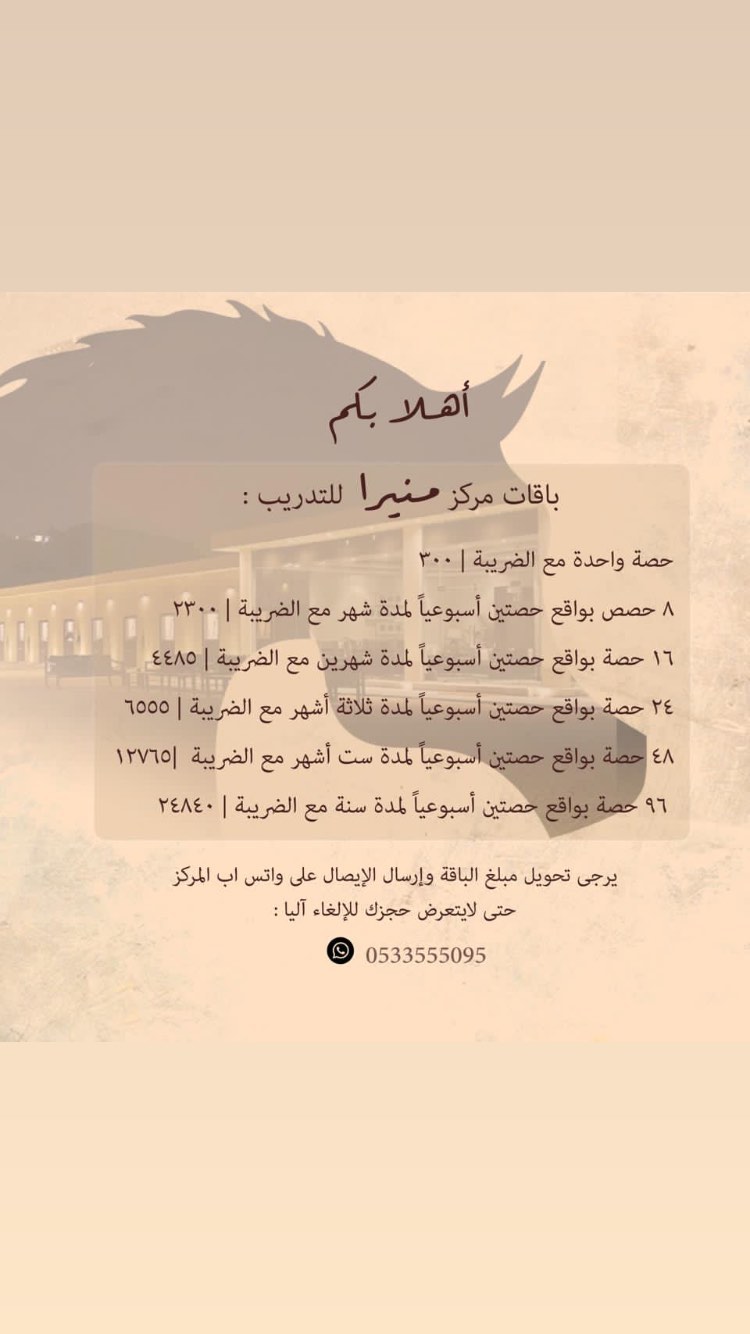 أهلا بكم
باقات مركز منيرا للتدريب :
حصة واحدة مع الضريبة | ٣٠٠
٨ حصص بواقع حصتين أسبوعياً لمدة شهر مع الضريبة | ٢٣٠٠
١٦ حصة بواقع حصتين أسبوعياً لمدة شهرين مع الضريبة | ٤٤٨٥
٢٤ حصة بواقع حصتين أسبوعياً لمدة ثلاثة أشهر مع الضريبة | ٦٥٥٥
٤٨ حصة بواقع حصتين أسبوعياً لمدة ست أشهر مع الضريبة |١٢٧٦٥
٩٦ حصة بواقع حصتين أسبوعياً لمدة سنة مع الضريبة | ٢٤٨٤٠
يرجى تحويل مبلغ الباقة وإرسال الإيصال على واتس اب المركز
حتى لايتعرض حجزك للإلغاء آليا :
0533555095